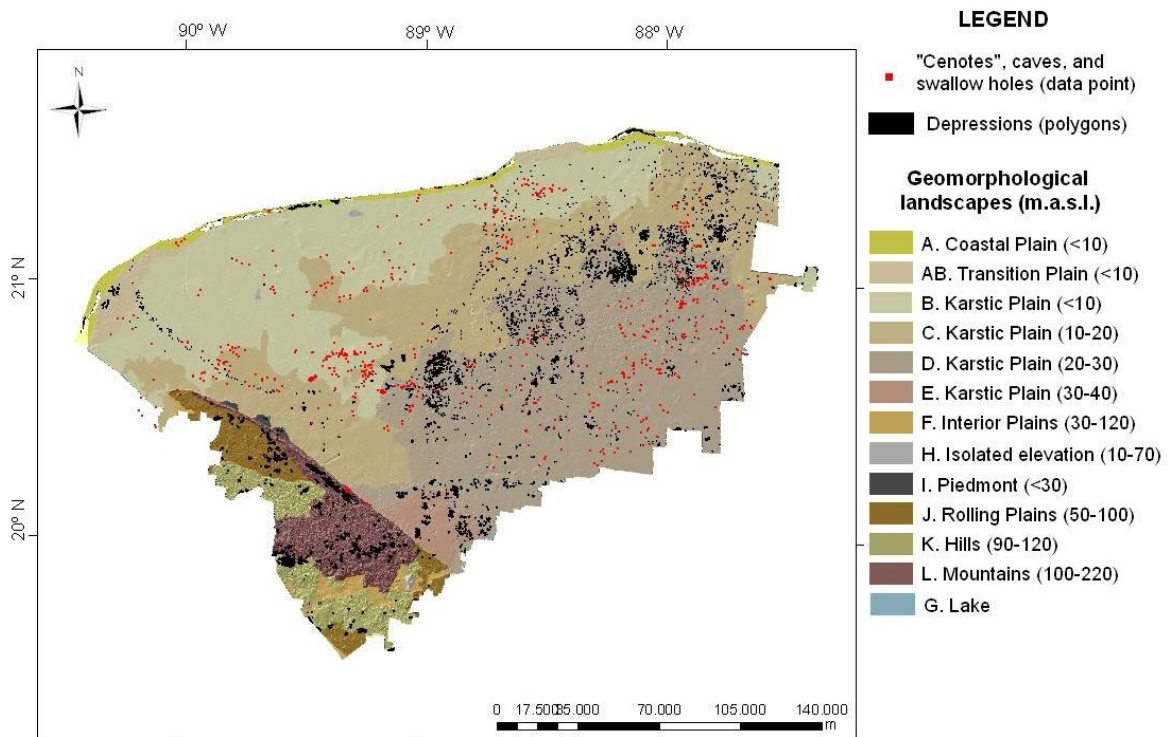 90º W 89º W 88º W
N
21º N
20º N
0 17.50035.000 70.000 105.000 140.000
m
LEGEND
"Cenotes", caves, and
swallow holes (data point)
Depressions (polygons)
Geomorphological
landscapes (m.a.s.l.)
A. Coastal Plain (<10)
AB. Transition Plain (<10)
B. Karstic Plain (<10)
C. Karstic Plain (10-20)
D. Karstic Plain (20-30)
E. Karstic Plain (30-40)
F. Interior Plains (30-120)
H. Isolated elevation (10-70)
I. Piedmont (<30)
J. Rolling Plains (50-100)
K. Hills (90-120)
L. Mountains (100-220)
G. Lake